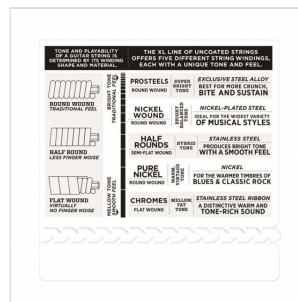 TONE AND PLAYABILITY
OF A GUITAR STRING IS
DETERMINED BY ITS WINDING
SHAPE AND MATERIAL.
THE XL LINE OF UNCOATED STRINGS
OFFERS FIVE DIFFERENT STRING WINDINGS,
EACH WITH A UNIQUE TONE AND FEEL.
ROUND WOUND
TRADITIONAL FEEL
HALF ROUND
LESS FINGER NOISE
FLAT WOUND
VIRTUALLY
NO FINGER NOISE
BRIGHT TONE
TRADITIONAL FEEL
MELLOW TONE
SMOOTH FEEL
PROSTEELS
ROUND WOUND
SUPER
BRIGHT
TONE
EXCLUSIVE STEEL ALLOY
BEST FOR MORE CRUNCH,
BITE AND SUSTAIN
NICKEL
WOUND
ROUND WOUND
BRIGHT
BALANCED
TONE
NICKEL-PLATED STEEL
IDEAL FOR THE WIDEST VARIETY
OF MUSICAL STYLES
HALF
ROUNDS
SEMI-FLAT WOUND
HYBRID
TONE
STAINLESS STEEL
PRODUCES BRIGHT TONE
WITH A SMOOTH FEEL
PURE
NICKEL
ROUND WOUND
WARM,
VINTAGE
TONE
NICKEL
FOR THE WARMER TIMBRES OF
BLUES & CLASSIC ROCK
CHROMES
FLAT WOUND
MELLOW,
FAT
TONE
STAINLESS STEEL RIBBON
A DISTINCTIVE WARM AND
TONE-RICH SOUND